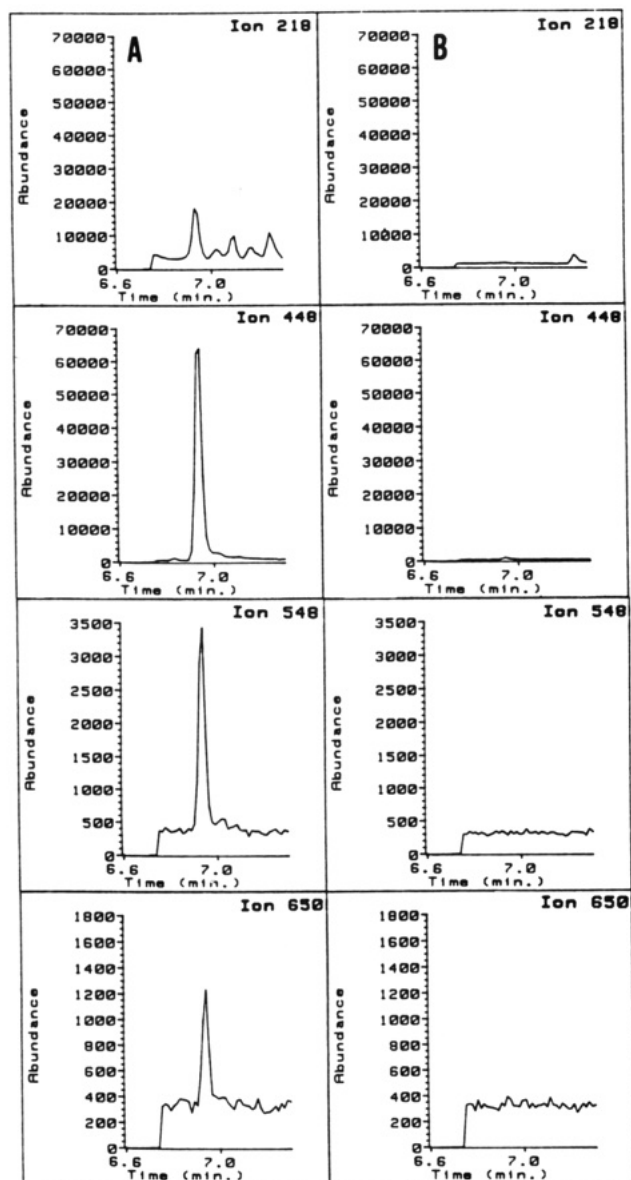 A
Ion 218
70000
60000
50000
40000
30000
20000
10000
0
Abundance
6.6 7.0
Time (min.)
B
Ion 218
70000
60000
50000
40000
30000
20000
10000
0
Abundance
6.6 7.0
Time (min.)
Ion 448
70000
60000
50000
40000
30000
20000
10000
0
Abundance
6.6 7.0
Time (min.)
Ion 448
70000
60000
50000
40000
30000
20000
10000
0
Abundance
6.6 7.0
Time (min.)
Ion 548
3500
3000
2500
2000
1500
1000
500
0
Abundance
6.6 7.0
Time (min.)
Ion 548
3500
3000
2500
2000
1500
1000
500
0
Abundance
6.6 7.0
Time (min.)
Ion 650
1800
1600
1400
1200
1000
800
600
400
200
0
Abundance
6.6 7.0
Time (min.)
Ion 650
1800
1600
1400
1200
1000
800
600
400
200
0
Abundance
6.6 7.0
Time (min.)